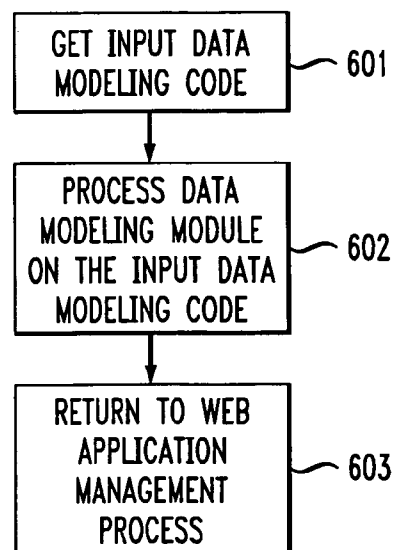 GET INPUT DATA
MODELING CODE
601
PROCESS DATA
MODELING MODULE
ON THE INPUT DATA
MODELING CODE
602
RETURN TO WEB
APPLICATION
MANAGEMENT
PROCESS
603